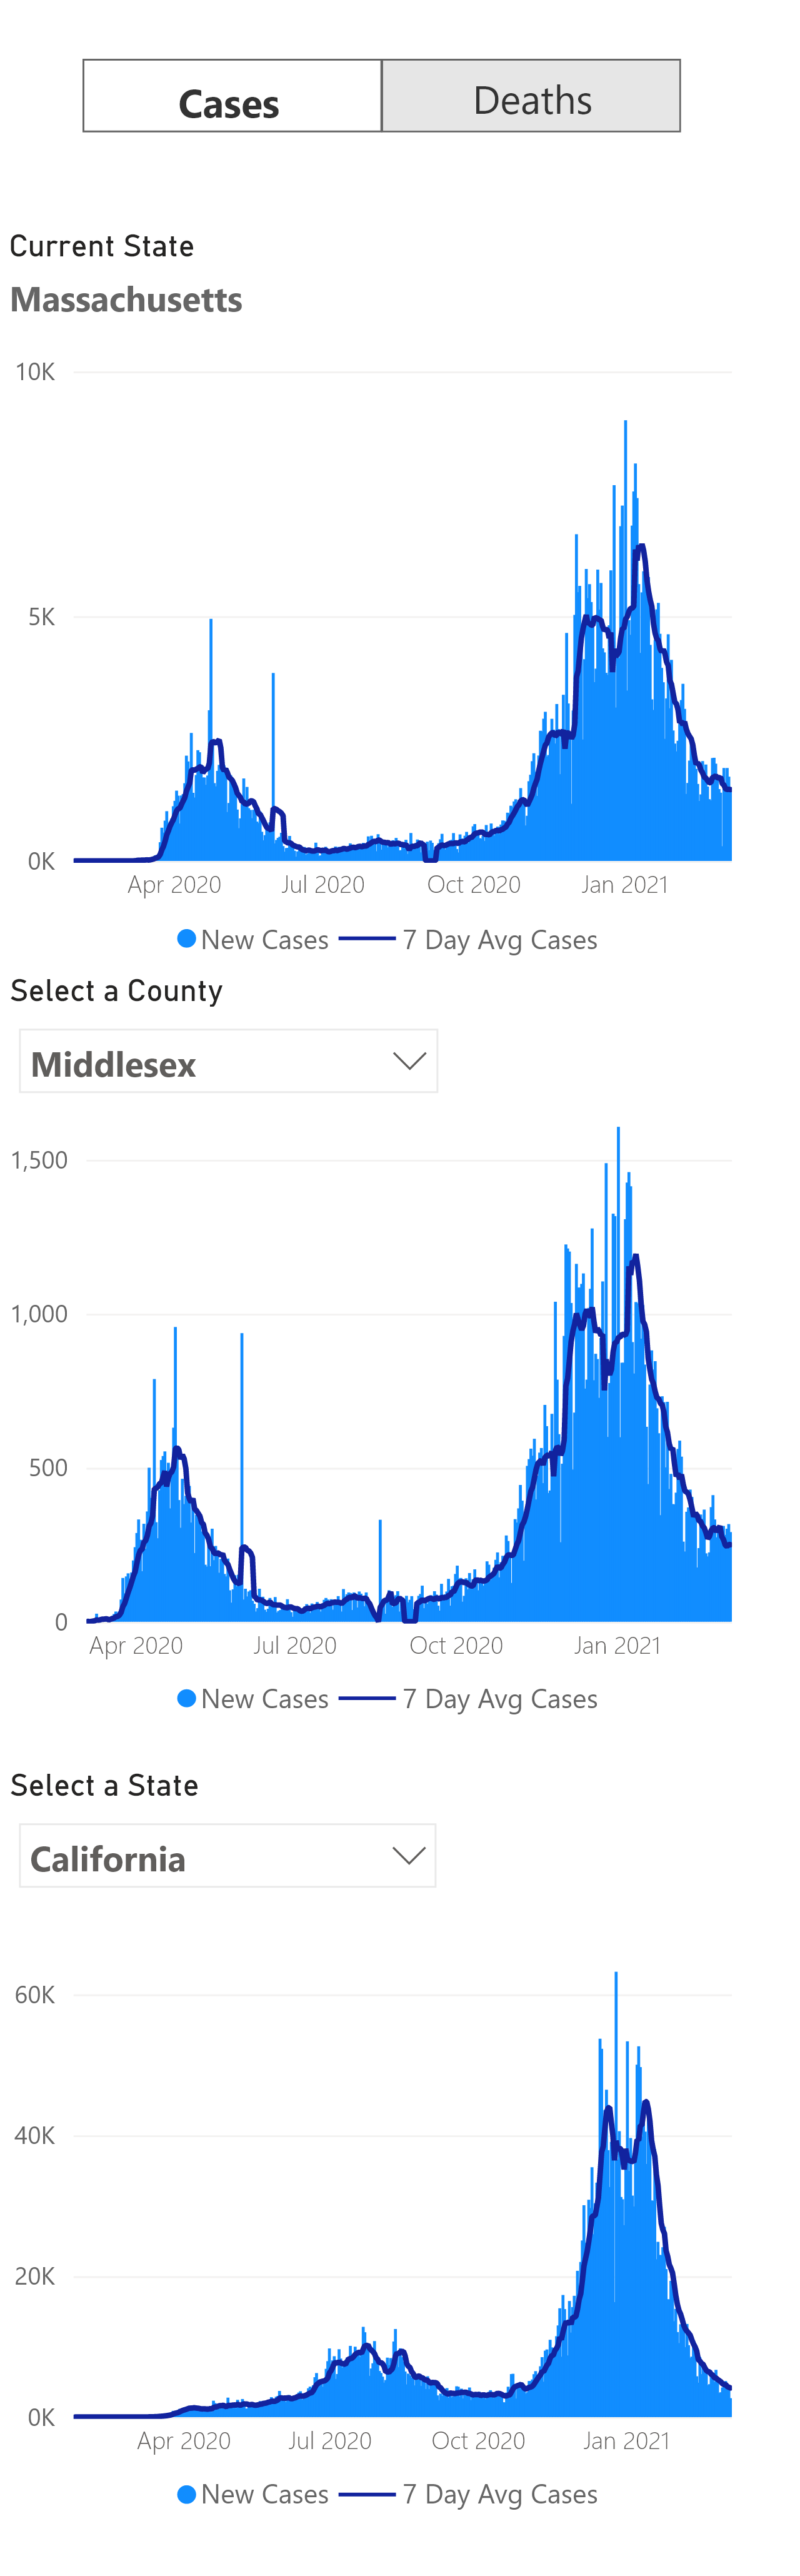 Cases Deaths
Current State
Massachusetts
10K
5K
0K
Apr 2020 Jul 2020 Oct 2020 Jan 2021
New Cases 7 Day Avg Cases
Select a County
Middlesex
1,500
1,000
500
0
Apr 2020 Jul 2020 Oct 2020 Jan 2021
New Cases 7 Day Avg Cases
Select a State
California
60K
40K
20K
0K
Apr 2020 Jul 2020 Oct 2020 Jan 2021
New Cases 7 Day Avg Cases